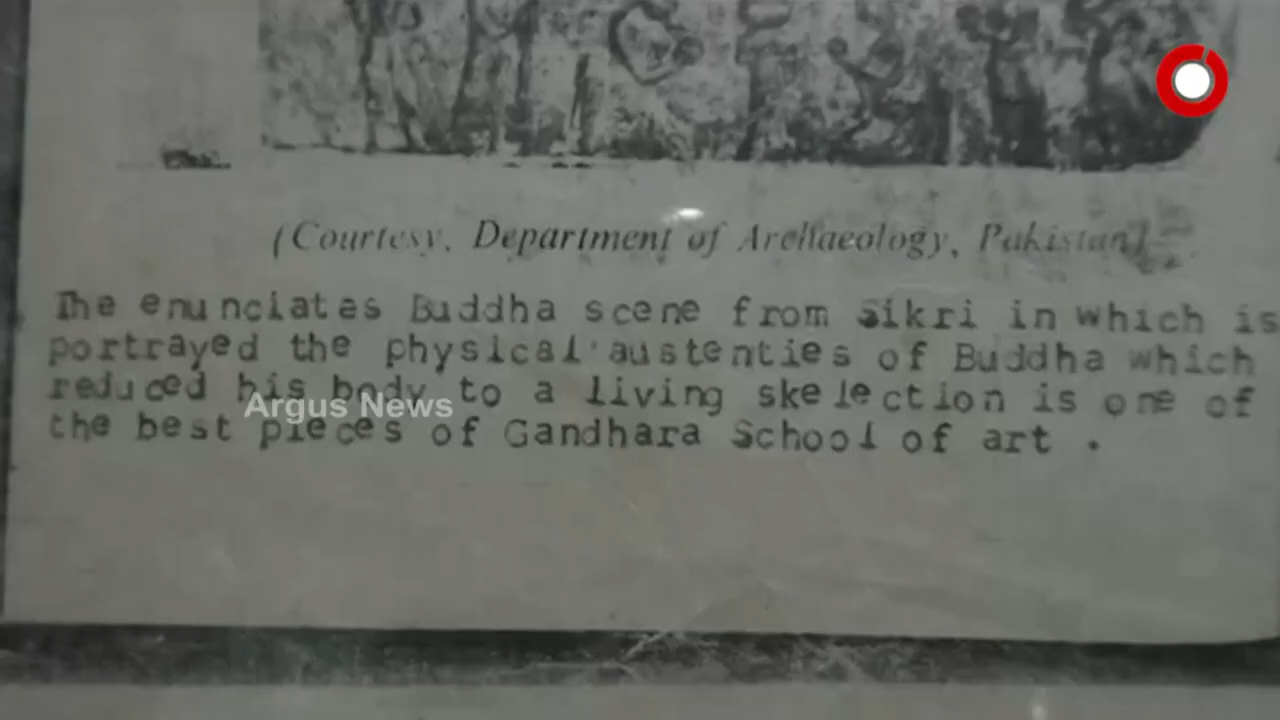 (Courtesy, Department of Archaeology, Pakistan)
The enunciates Buddha scene from Sikri in which is
portrayed the physical austenties of Buddha which
reduced his body to a living skelection is one of
the best pieces of Gandhara School of art .
Argus News